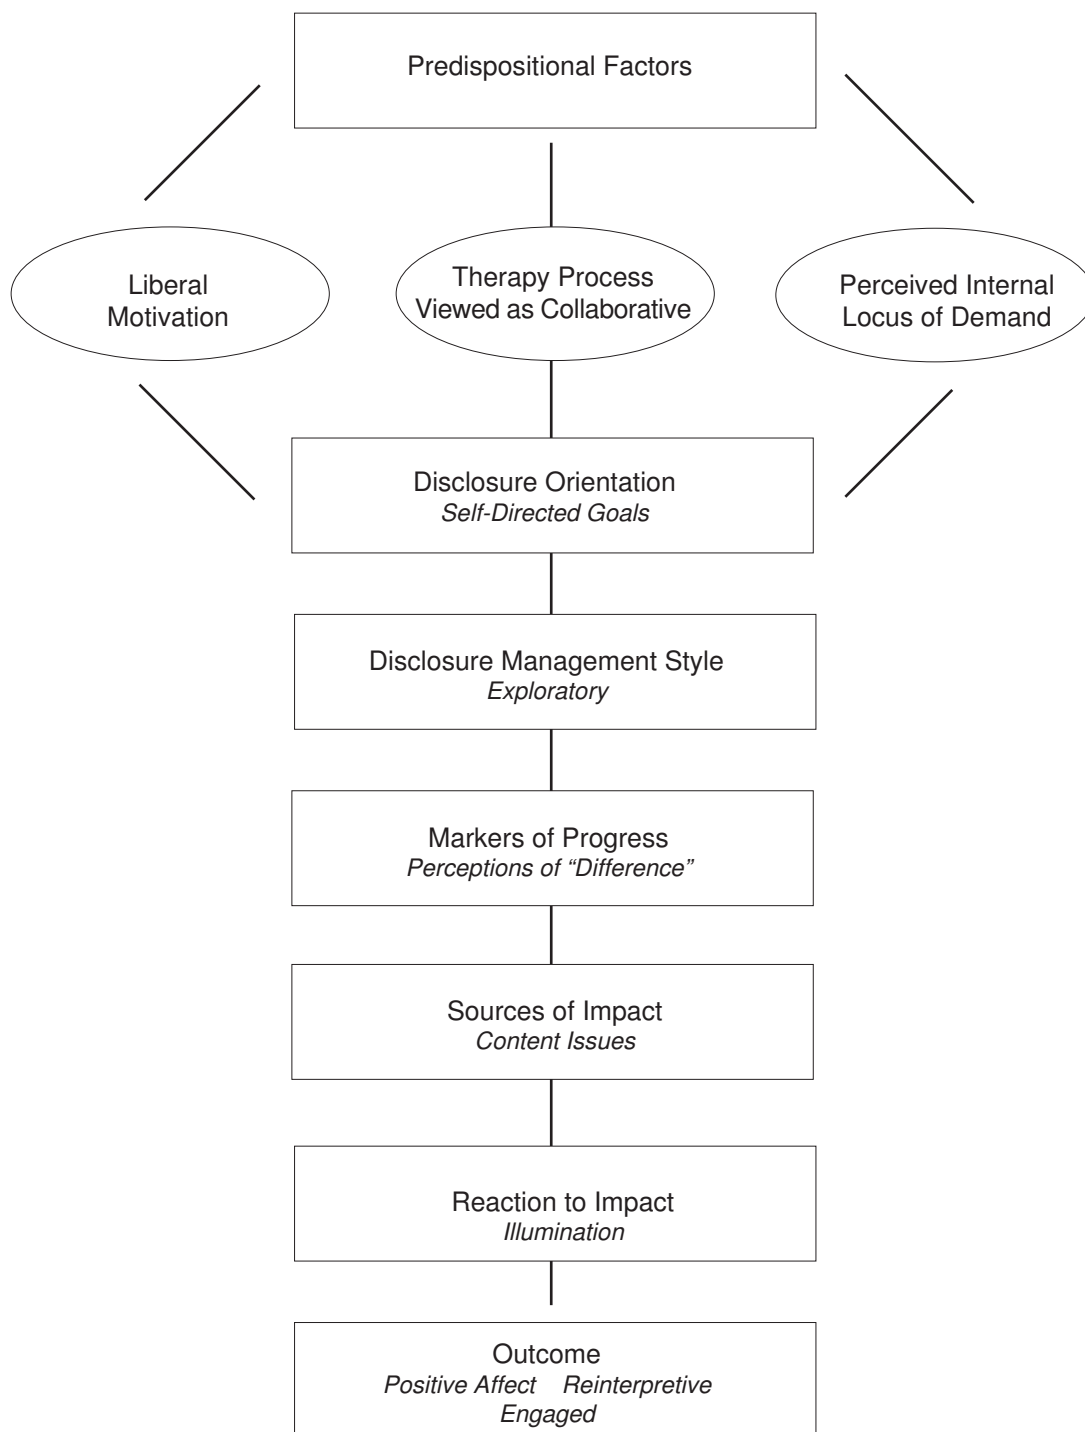 Predispositional Factors
Liberal
Motivation
Therapy Process
Viewed as Collaborative
Perceived Internal
Locus of Demand
Disclosure Orientation
Self-Directed Goals
Disclosure Management Style
Exploratory
Markers of Progress
Perceptions of “Difference”
Sources of Impact
Content Issues
Reaction to Impact
Illumination
Outcome
Positive Affect Reinterpretive
Engaged